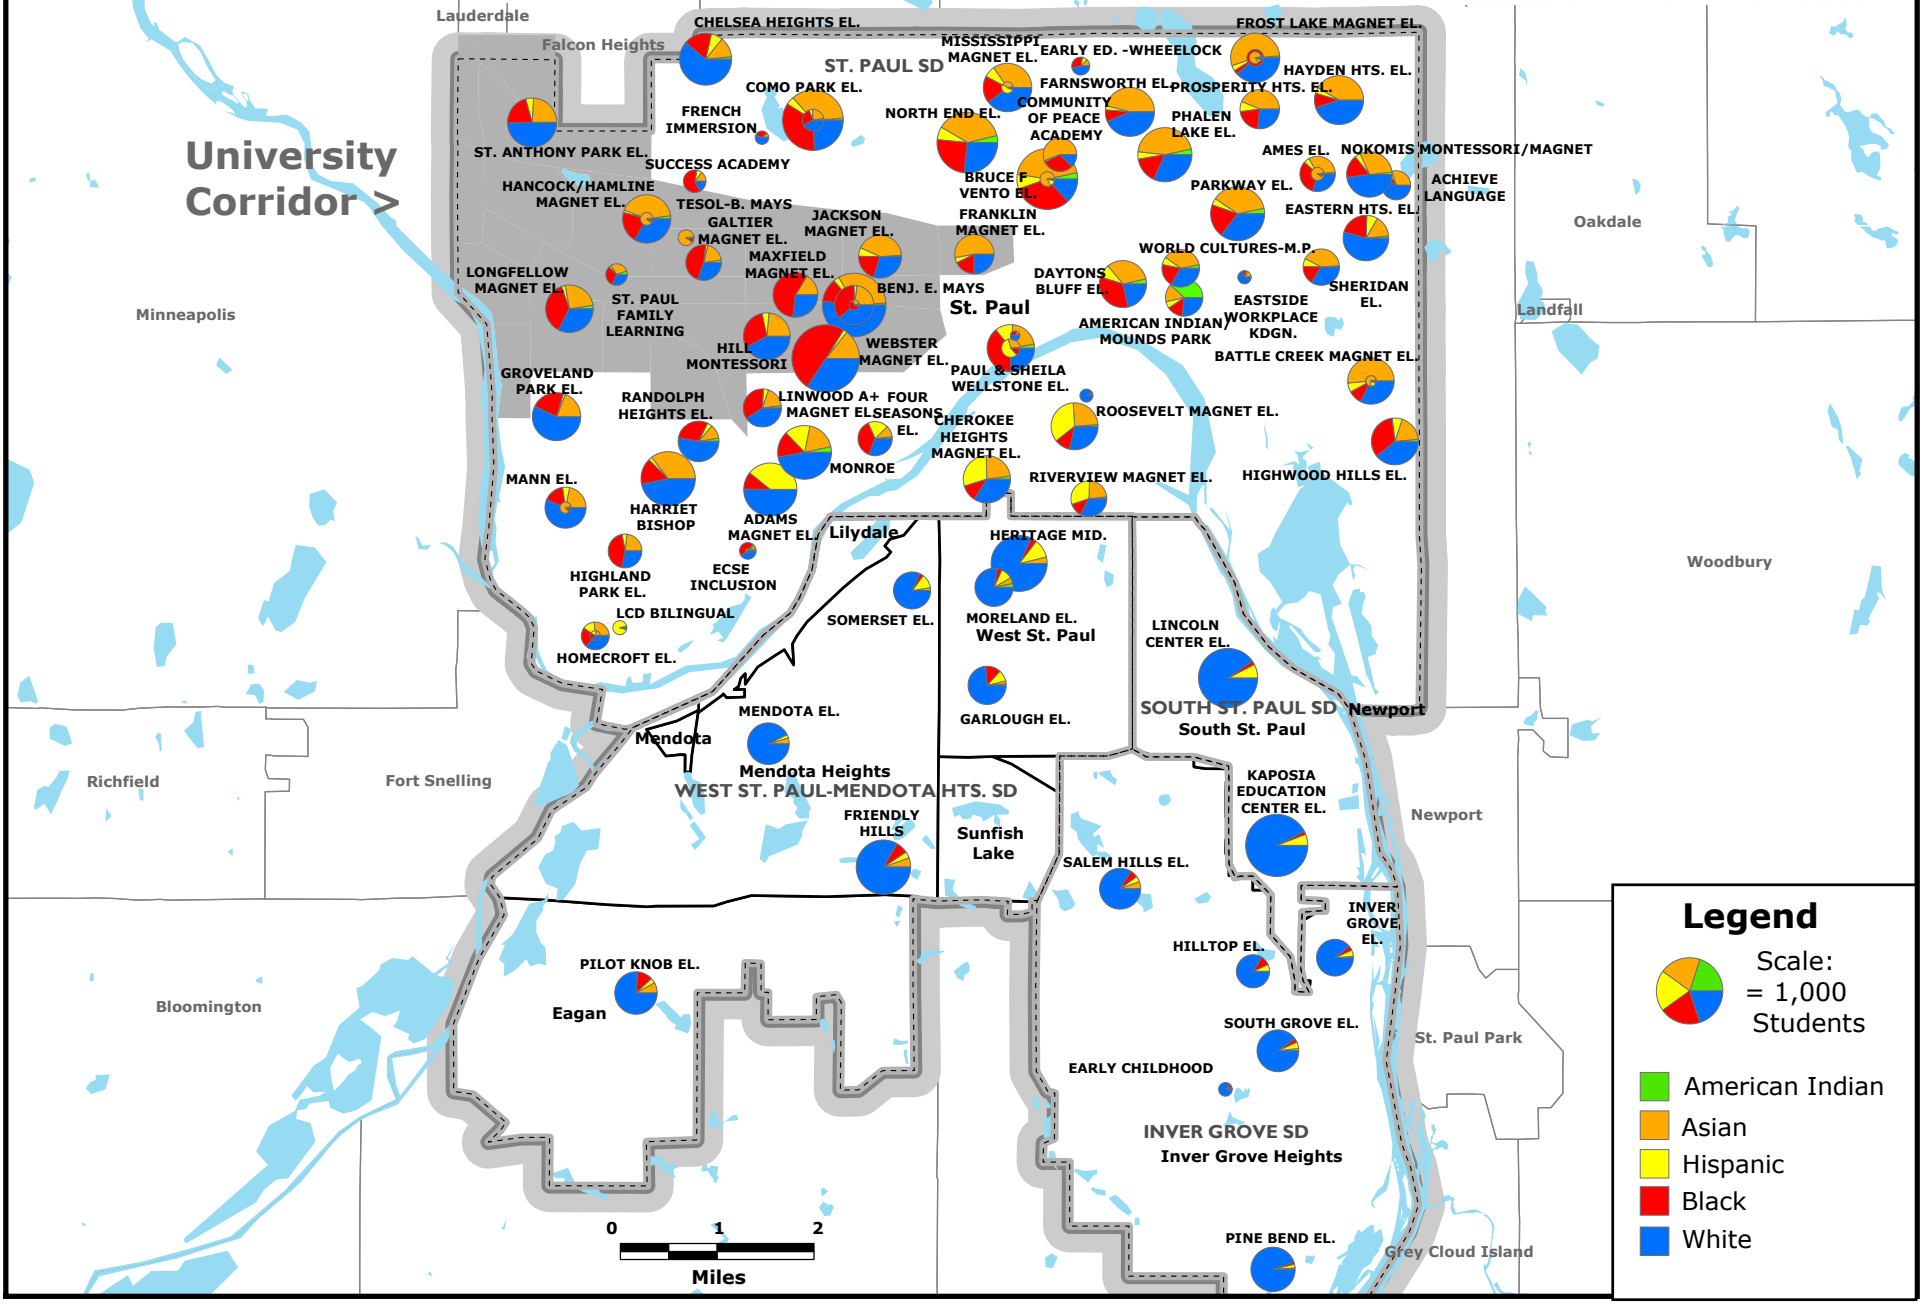 Lauderdale
Falcon Heights
CHELSEA HEIGHTS EL.
FROST LAKE MAGNET EL.
MISSISSIPPI
MAGNET EL.
EARLY ED. -WHEEELOCK
ST. PAUL SD
HAYDEN HTS. EL.
COMO PARK EL.
FARNSWORTH EL.
PROSPERITY HTS. EL.
FRENCH
IMMERSION
NORTH END EL.
COMMUNITY
OF PEACE
ACADEMY
PHALEN
LAKE EL.
University
Corridor >
ST. ANTHONY PARK EL.
SUCCESS ACADEMY
AMES EL.
NOKOMIS MONTESSORI/MAGNET
ACHIEVE
LANGUAGE
HANCOCK/HAMLINE
MAGNET EL.
BRUCE F
VENTO EL.
PARKWAY EL.
TESOL-B. MAYS
GALTIER
MAGNET EL.
JACKSON
MAGNET EL.
FRANKLIN
MAGNET EL.
EASTERN HTS. EL.
Oakdale
WORLD CULTURES-M.P.
MAXFIELD
MAGNET EL.
LONGFELLOW
MAGNET EL.
DAYTONS
BLUFF EL.
BENJ. E. MAYS
SHERIDAN
EL.
ST. PAUL
FAMILY
LEARNING
St. Paul
EASTSIDE
WORKPLACE
KDGN.
Minneapolis
Landfall
AMERICAN INDIAN/
MOUNDS PARK
HILL
MONTESSORI
WEBSTER
MAGNET EL.
BATTLE CREEK MAGNET EL.
GROVELAND
PARK EL.
PAUL & SHEILA
WELLSTONE EL.
RANDOLPH
HEIGHTS EL.
LINWOOD A+
MAGNET EL.
FOUR
SEASONS
EL.
ROOSEVELT MAGNET EL.
CHEROKEE
HEIGHTS
MAGNET EL.
MONROE
HIGHWOOD HILLS EL.
MANN EL.
RIVERVIEW MAGNET EL.
HARRIET
BISHOP
ADAMS
MAGNET EL.
Lilydale
HERITAGE MID.
HIGHLAND
PARK EL.
ECSE
INCLUSION
Woodbury
LCD BILINGUAL
SOMERSET EL.
MORELAND EL.
West St. Paul
LINCOLN
CENTER EL.
HOMECROFT EL.
MENDOTA EL.
GARLOUGH EL.
SOUTH ST. PAUL SD
Newport
South St. Paul
Mendota
Mendota Heights
Richfield
Fort Snelling
WEST ST. PAUL-MENDOTA HTS. SD
KAPOSIA
EDUCATION
CENTER EL.
Newport
FRIENDLY
HILLS
Sunfish
Lake
SALEM HILLS EL.
INVER
GROVE
EL.
HILLTOP EL.
PILOT KNOB EL.
Eagan
Bloomington
SOUTH GROVE EL.
St. Paul Park
EARLY CHILDHOOD
INVER GROVE SD
Inver Grove Heights
PINE BEND EL.
Grey Cloud Island
0 1 2
Miles
Legend
Scale:
= 1,000
Students
American Indian
Asian
Hispanic
Black
White